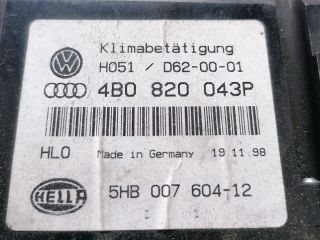 Klimabetätigung
H051 / D62-00-01
4B0 820 043P
HLO Made in Germany 19.11.98
HELLA 5HB 007 604-12